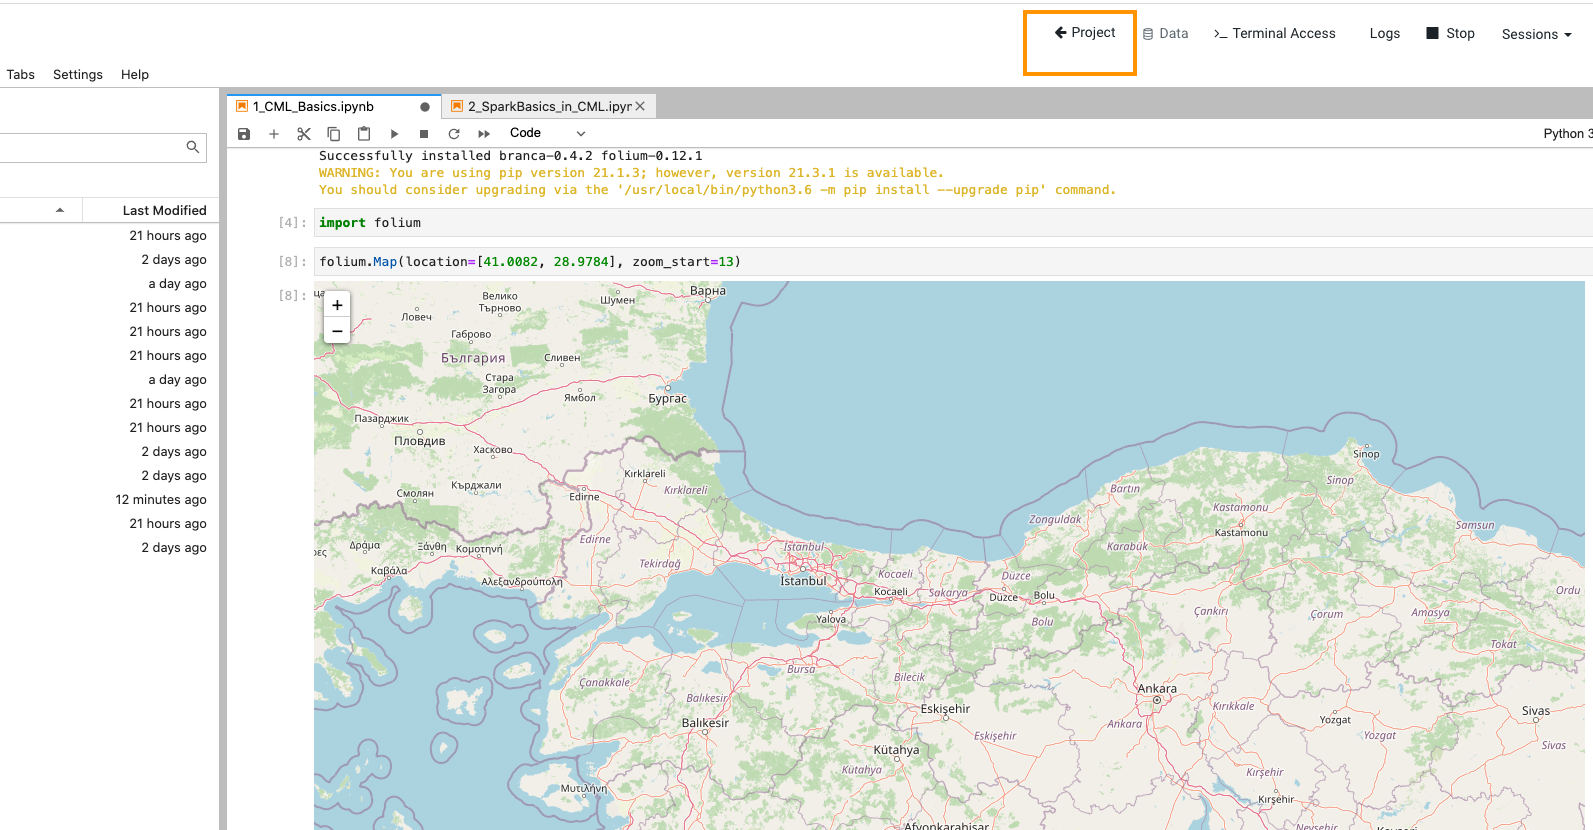 Project
Data
>_ Terminal Access
Logs
Stop
Sessions
Tabs
Settings
Help
1_CML_Basics.ipynb
2_SparkBasics_in_CML.ipyr
Code
Python 3
Last Modified
21 hours ago
2 days ago
a day ago
21 hours ago
21 hours ago
21 hours ago
a day ago
21 hours ago
21 hours ago
2 days ago
2 days ago
12 minutes ago
21 hours ago
2 days ago
Successfully installed branca-0.4.2 folium-0.12.1
WARNING: You are using pip version 21.1.3; however, version 21.3.1 is available.
You should consider upgrading via the '/usr/local/bin/python3.6 -m pip install --upgrade pip' command.
[4]: import folium
[8]: folium.Map(location=[41.0082, 28.9784], zoom_start=13)
[8]:
+
−
Варна
Велико
Търново
Шумен
Ловеч
Габрово
България
Сливен
Стара
Загора
Ямбол
Бургас
Пазарджик
Пловдив
Хасково
Sinop
Kırklareli
Кърджали
Смолян
Edirne
Kırklareli
Bartın
Sinop
Kastamonu
Zonguldak
Samsun
Kastamonu
Edirne
Δράμα
Ξάνθη
Κομοτηνή
İstanbul
Karabük
Tekirdağ
Καβάλα
Αλεξανδρούπολη
İstanbul
Kocaeli
Düzce
Kocaeli
Sakarya
Düzce
Bolu
Ordu
Yalova
Bolu
Çankırı
Çorum
Amasya
Tokat
Bursa
Çanakkale
Bilecik
Ankara
Balıkesir
Kırıkkale
Eskişehir
Sivas
Balıkesir
Ankara
Yozgat
Eskişehir
Yozgat
Sivas
Kütahya
Kütahya
Kırşehir
Μυτιλήνη
Kırşehir
Afyonkarahisar
Nevşehir
Kayseri